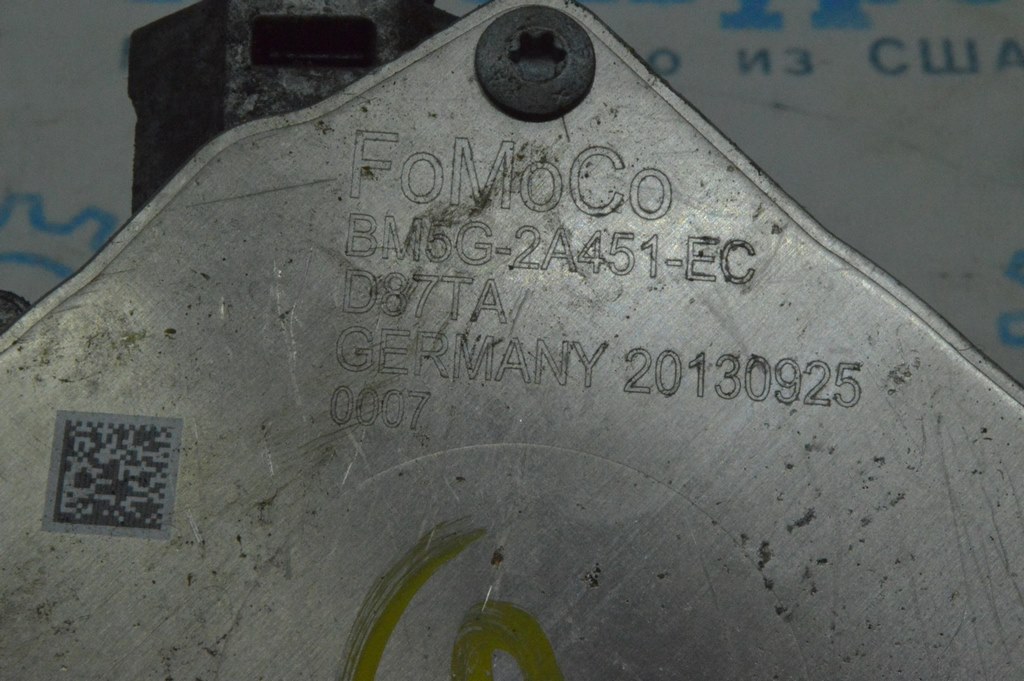 из США
FoMoCo
BM5G-2A451-EC
D87TA
GERMANY 20130925
0007